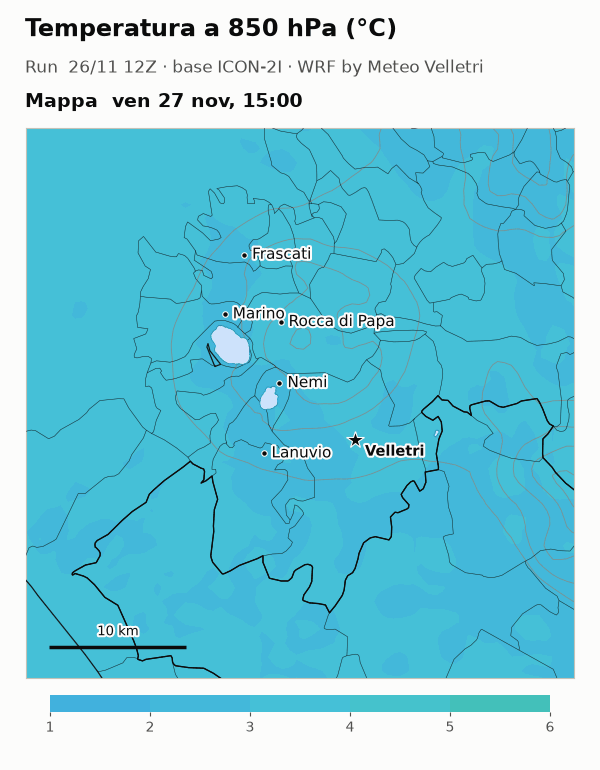 Temperatura a 850 hPa (°C)
Run 26/11 12Z · base ICON-2I · WRF by Meteo Velletri
Mappa ven 27 nov, 15:00
Frascati
Marino
Rocca di Papa
Nemi
Velletri
Lanuvio
10 km
1 2 3 4 5 6